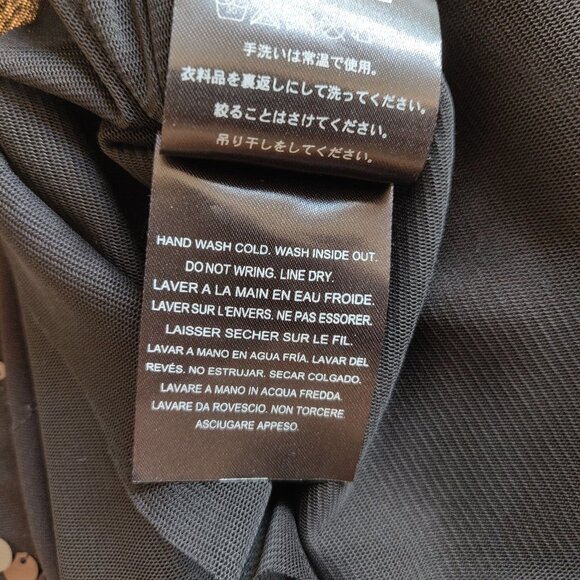 手洗いは常温で使用。
衣料品を裏返しにして洗ってください。
絞ることはさけてください。
吊り干しをしてください。
HAND WASH COLD. WASH INSIDE OUT.
DO NOT WRING. LINE DRY.
LAVER A LA MAIN EN EAU FROIDE.
LAVER SUR L'ENVERS. NE PAS ESSORER.
LAISSER SECHER SUR LE FIL.
LAVAR A MANO EN AGUA FRÍA. LAVAR DEL
REVÉS. NO ESTRUJAR. SECAR COLGADO.
LAVARE A MANO IN ACQUA FREDDA
LAVARE DA ROVESCIO. NON TORCERE.
ASCIUGARE APPESO.